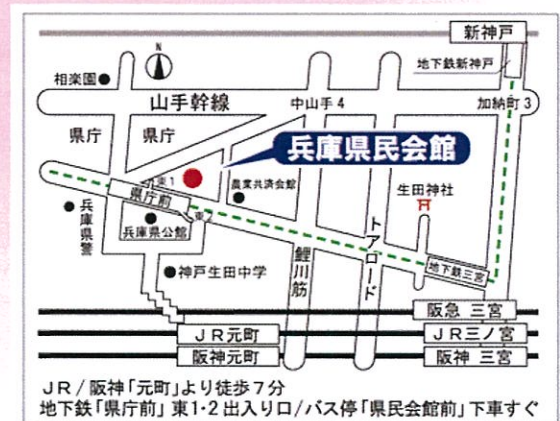 新神戸
地下鉄新神戸
N
相楽園
山手幹線
中山手4
加納町3
県庁
県庁
兵庫県民会館
東1
農業共済会館
生田神社
県庁前
東2
兵庫県警
兵庫県公館
トアロード
鯉川筋
神戸生田中学
地下鉄三宮
阪急 三宮
JR元町
JR三ノ宮
阪神元町
阪神 三宮
JR/阪神「元町」より徒歩7分
地下鉄「県庁前」東1・2出入り口/バス停「県民会館前」下車すぐ